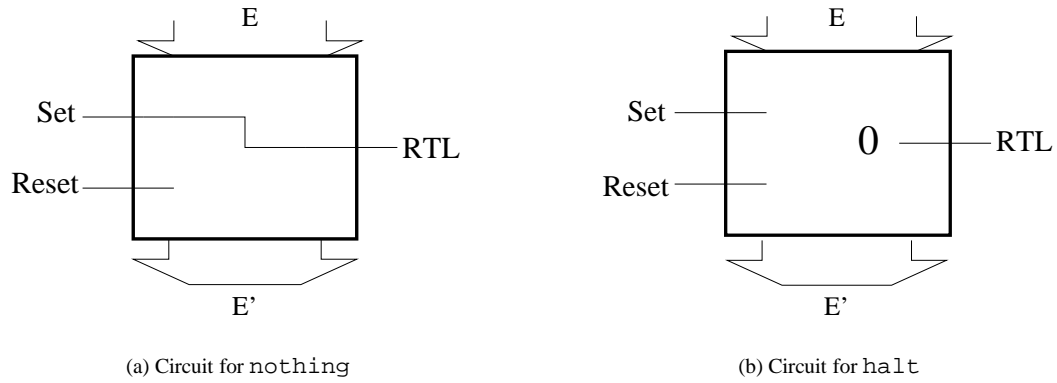 E
Set
Reset
RTL
E'
(a) Circuit for nothing
E
Set
Reset
0
RTL
E'
(b) Circuit for halt